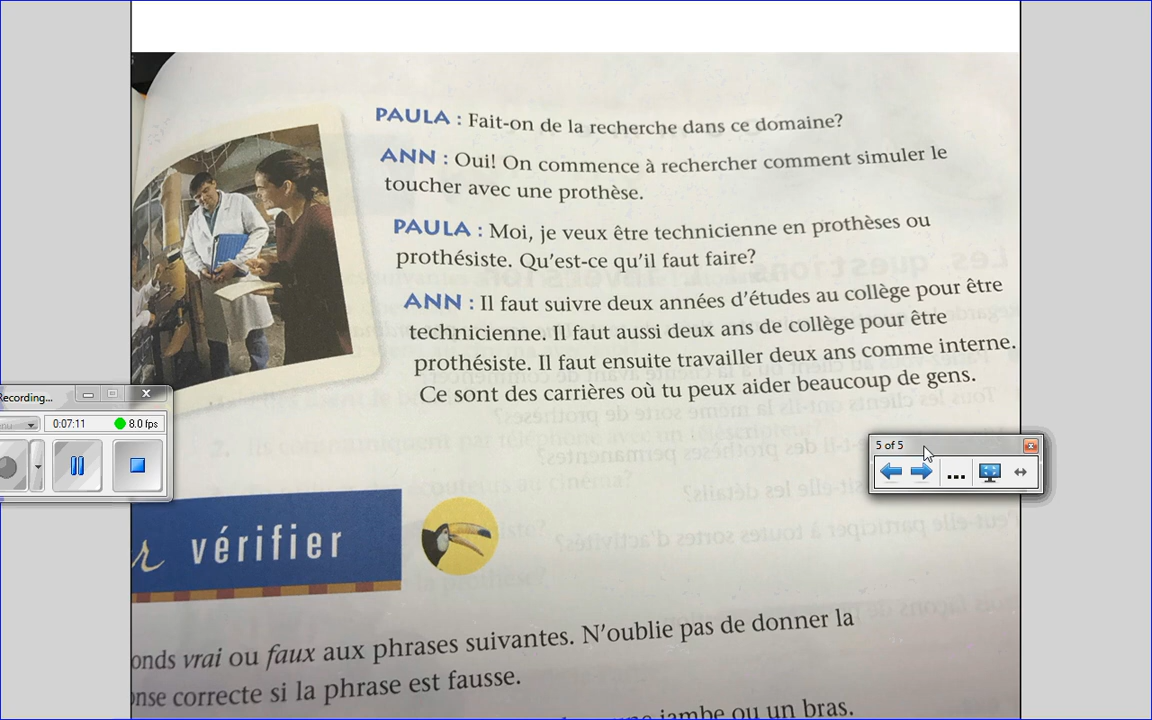 PAULA : Fait-on de la recherche dans ce domaine?
ANN : Oui! On commence à rechercher comment simuler le
toucher avec une prothèse.
PAULA : Moi, je veux être technicienne en prothèses ou
prothésiste. Qu'est-ce qu'il faut faire?
ANN : Il faut suivre deux années d'études au collège pour être
technicienne. Il faut aussi deux ans de collège pour être
prothésiste. Il faut ensuite travailler deux ans comme interne.
Ce sont des carrières où tu peux aider beaucoup de gens.
Recording...
0:07:11
8.0 fps
5 of 5
vérifier
onds vrai ou faux aux phrases suivantes. N'oublie pas de donner la
onse correcte si la phrase est fausse.
jambe ou un bras.